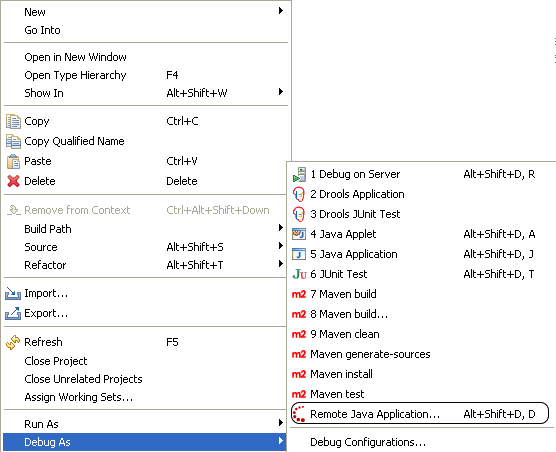 New
Go Into
Open in New Window
Open Type Hierarchy F4
Show In Alt+Shift+W
Copy Ctrl+C
Copy Qualified Name
Paste Ctrl+V
Delete Delete
Remove from Context Ctrl+Alt+Shift+Down
Build Path
Source Alt+Shift+S
Refactor Alt+Shift+T
Import...
Export...
Refresh F5
Close Project
Close Unrelated Projects
Assign Working Sets...
Run As
Debug As
1 Debug on Server Alt+Shift+D, R
2 Drools Application
3 Drools JUnit Test
4 Java Applet Alt+Shift+D, A
5 Java Application Alt+Shift+D, J
JU 6 JUnit Test Alt+Shift+D, T
m2 7 Maven build
m2 8 Maven build...
m2 9 Maven clean
m2 Maven generate-sources
m2 Maven install
m2 Maven test
Remote Java Application... Alt+Shift+D, D
Debug Configurations...